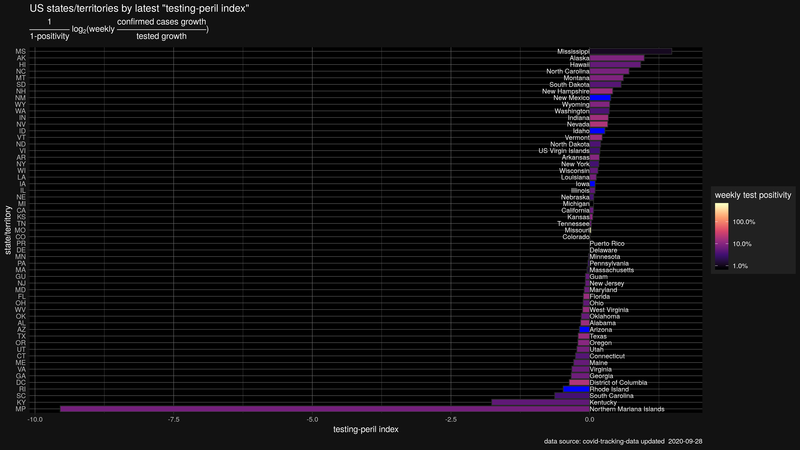 US states/territories by latest "testing-peril index"
1
1-positivity
log2(weekly
confirmed cases growth
tested growth
)
state/territory
MS
AK
HI
NC
MT
SD
NH
NM
WY
WA
IN
NV
ID
VT
ND
VI
AR
NY
WI
LA
IA
IL
NE
MI
CA
KS
TN
MO
CO
PR
DE
MN
PA
MA
GU
NJ
MD
FL
OH
WV
OK
AL
AZ
TX
OR
UT
CT
ME
VA
GA
DC
RI
SC
KY
MP
Mississippi
Alaska
Hawaii
North Carolina
Montana
South Dakota
New Hampshire
New Mexico
Wyoming
Washington
Indiana
Nevada
Idaho
Vermont
North Dakota
US Virgin Islands
Arkansas
New York
Wisconsin
Louisiana
Iowa
Illinois
Nebraska
Michigan
California
Kansas
Tennessee
Missouri
Colorado
Puerto Rico
Delaware
Minnesota
Pennsylvania
Massachusetts
Guam
New Jersey
Maryland
Florida
Ohio
West Virginia
Oklahoma
Alabama
Arizona
Texas
Oregon
Utah
Connecticut
Maine
Virginia
Georgia
District of Columbia
Rhode Island
South Carolina
Kentucky
Northern Mariana Islands
-10.0 -7.5 -5.0 -2.5 0.0
testing-peril index
weekly test positivity
100.0%
10.0%
1.0%
data source: covid-tracking-data updated 2020-09-28